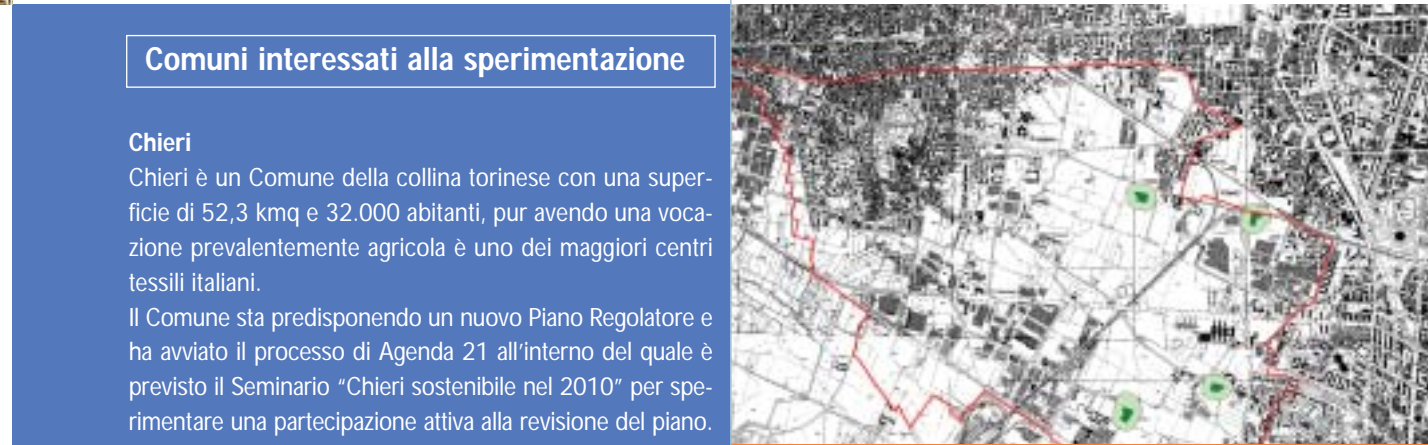 Comuni interessati alla sperimentazione
Chieri
Chieri è un Comune della collina torinese con una super-
ficie di 52,3 kmq e 32.000 abitanti, pur avendo una voca-
zione prevalentemente agricola è uno dei maggiori centri
tessili italiani.
Il Comune sta predisponendo un nuovo Piano Regolatore e
ha avviato il processo di Agenda 21 all'interno del quale è
previsto il Seminario “Chieri sostenibile nel 2010” per spe-
rimentare una partecipazione attiva alla revisione del piano.